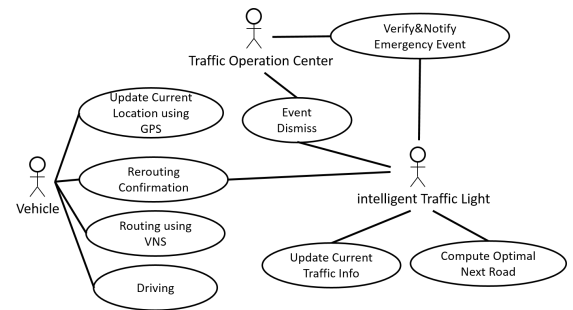 Verify&Notify
Emergency Event
Traffic Operation Center
Update Current
Location using
GPS
Event
Dismiss
Rerouting
Confirmation
Vehicle
intelligent Traffic Light
Routing using
VNS
Update Current
Traffic Info
Compute Optimal
Next Road
Driving